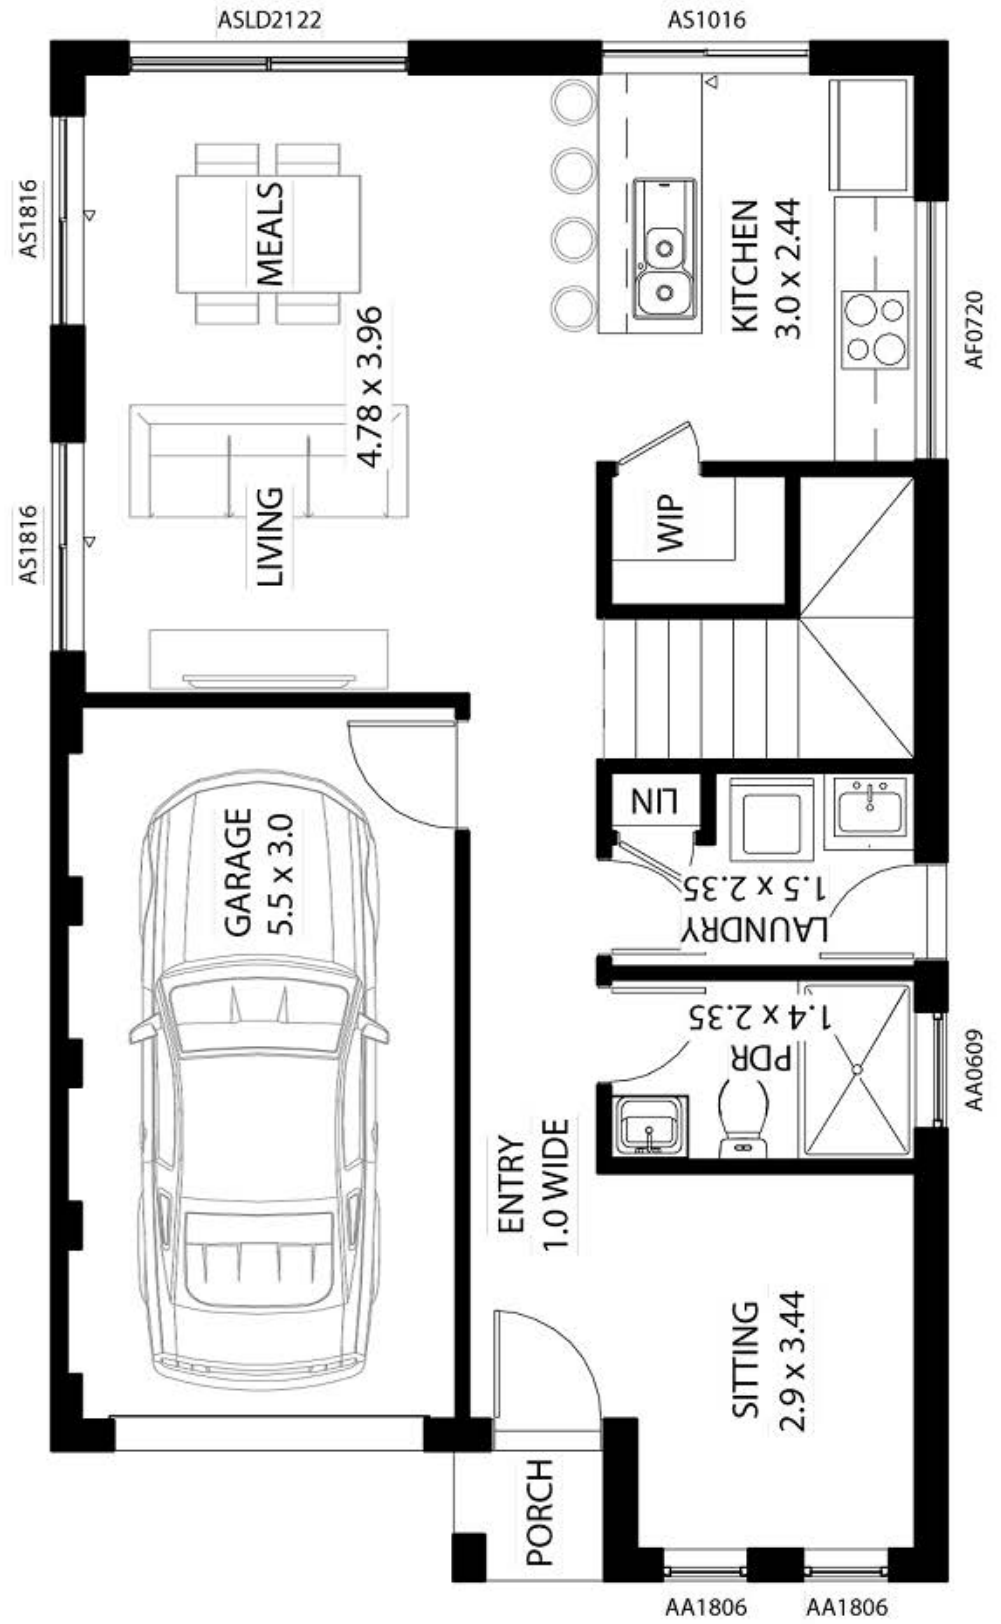 ASLD2122
AS1016
AS1816
MEALS
KITCHEN
3.0 x 2.44
AF0720
4.78 x 3.96
LIVING
AS1816
WIP
LIN
GARAGE
5.5 x 3.0
LAUNDRY
1.5 x 2.35
PDR
1.4 x 2.35
AA0609
ENTRY
1.0 WIDE
SITTING
2.9 x 3.44
PORCH
AA1806
AA1806